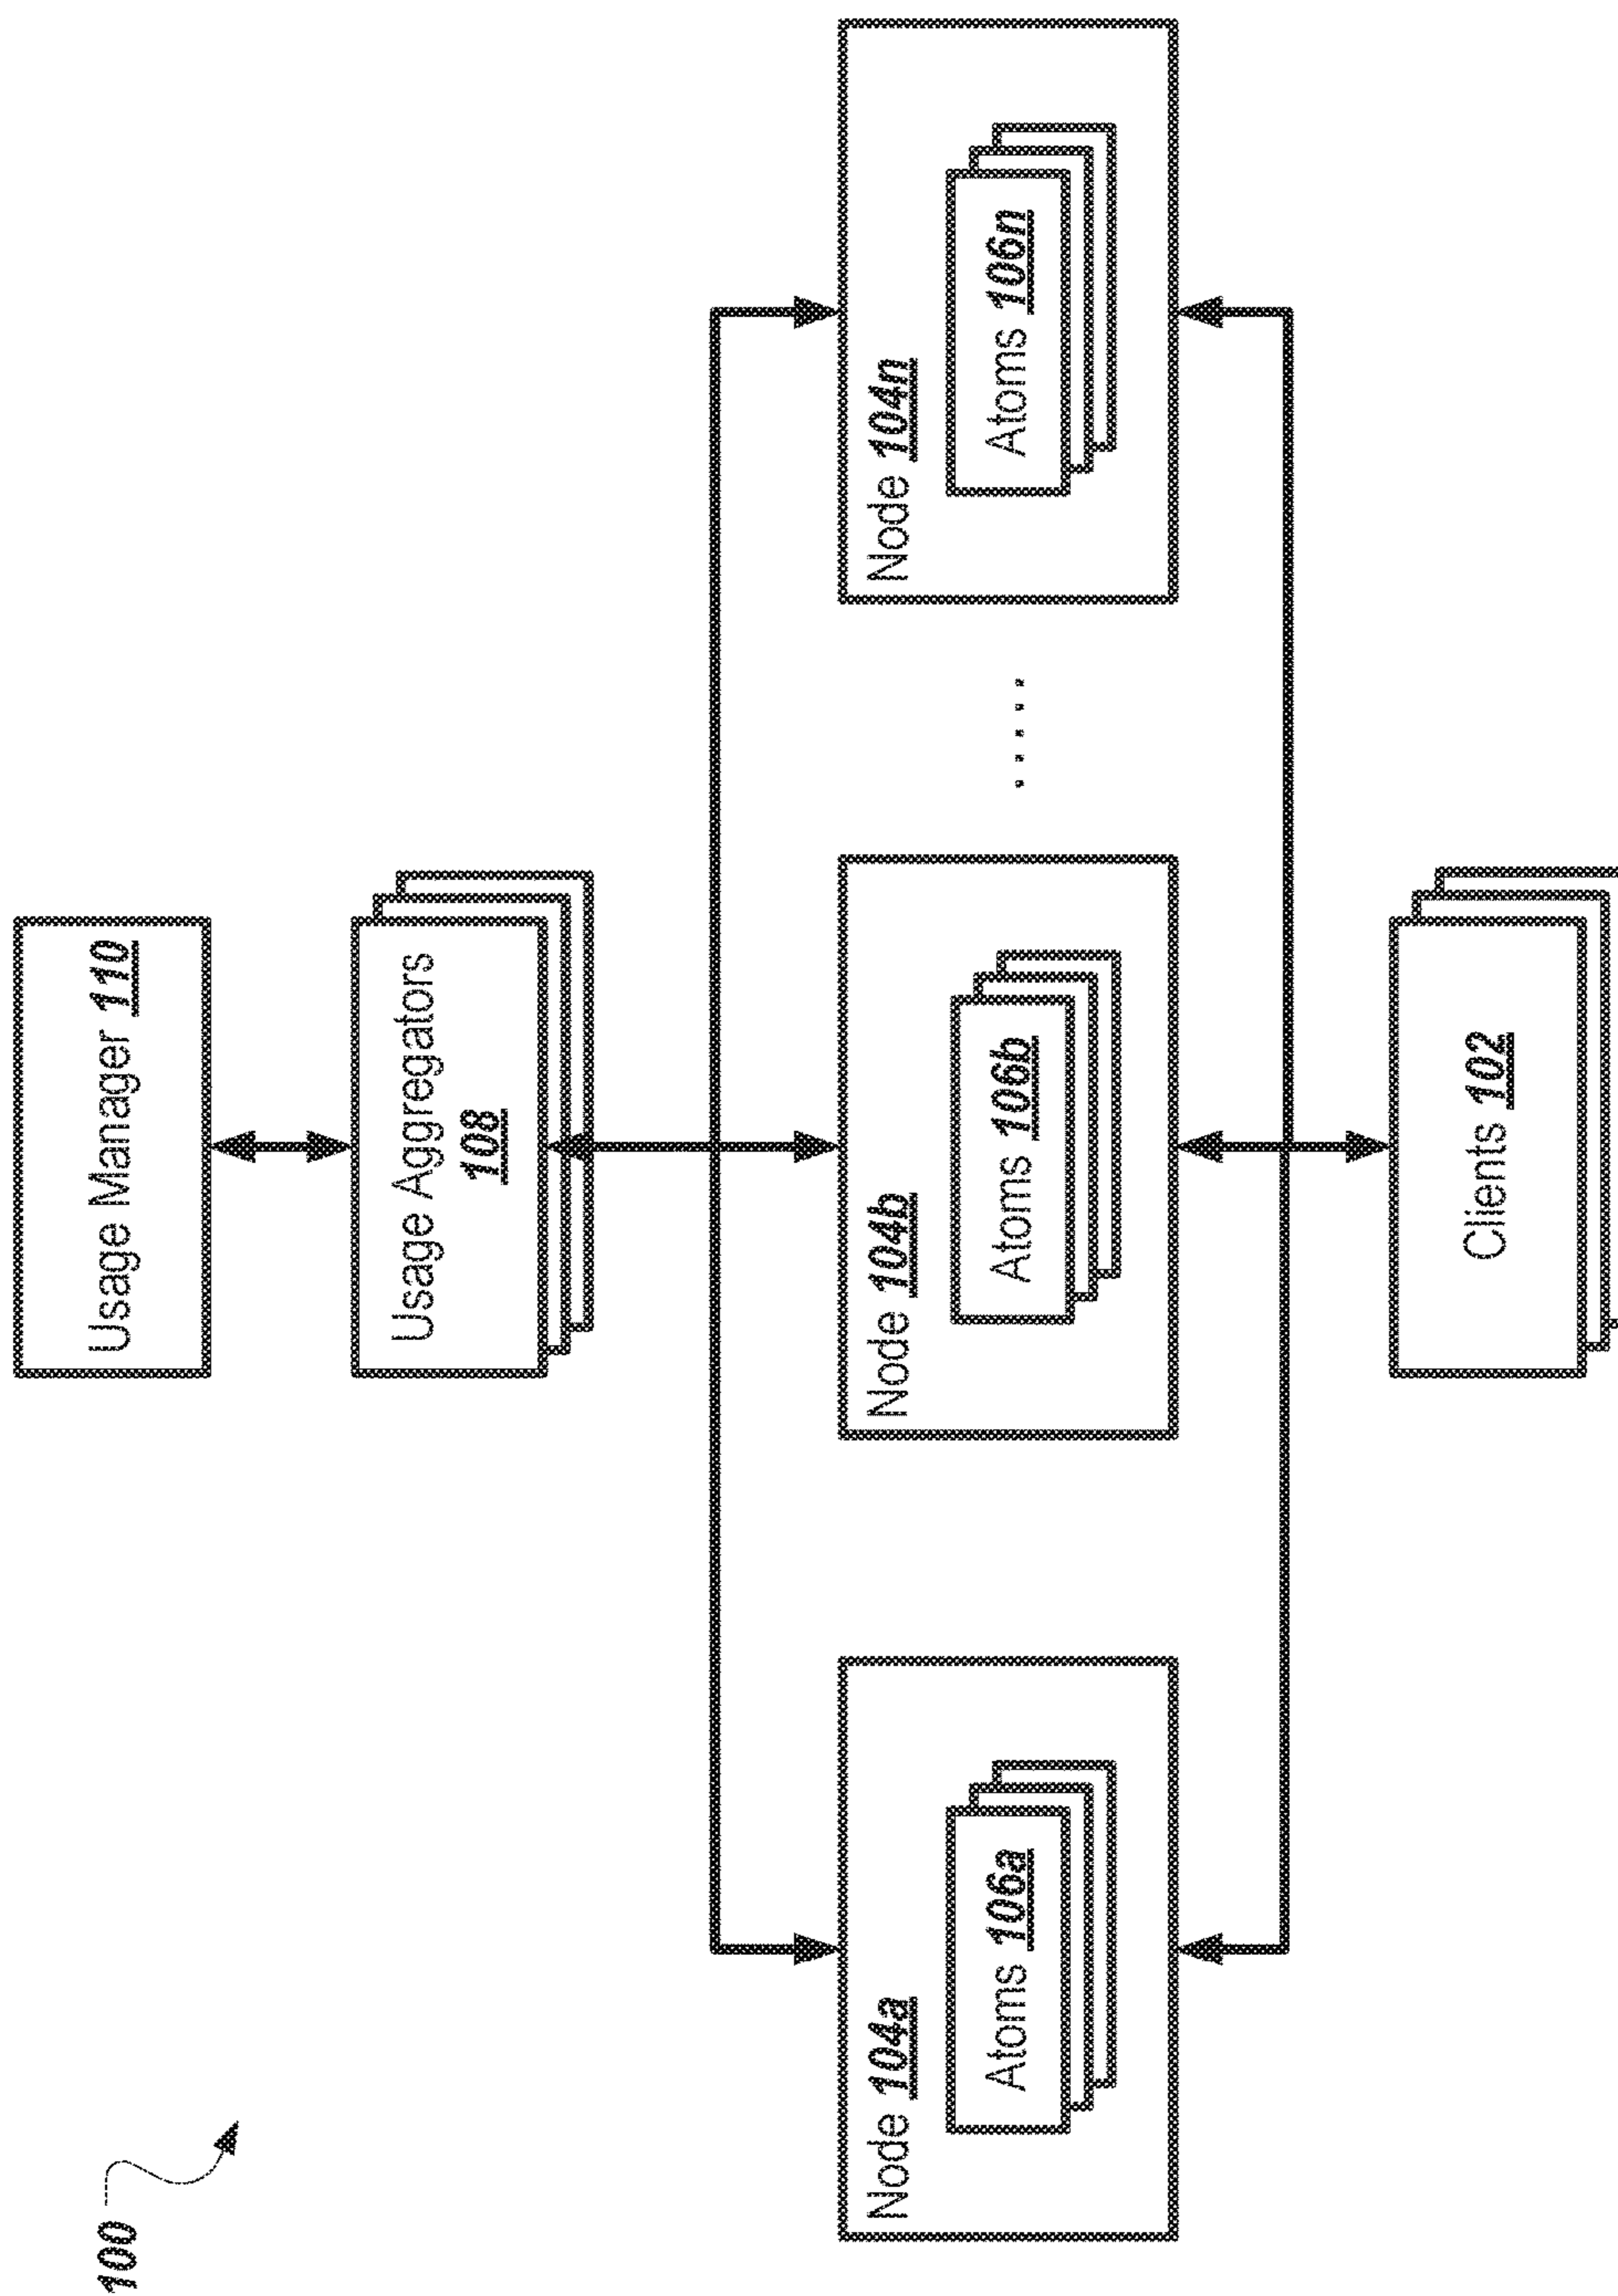 100
Usage Manager 110
Usage Aggregators
108
Node 104a
Atoms 106a
Node 104b
Atoms 106b
.....
Node 104n
Atoms 106n
Clients 102